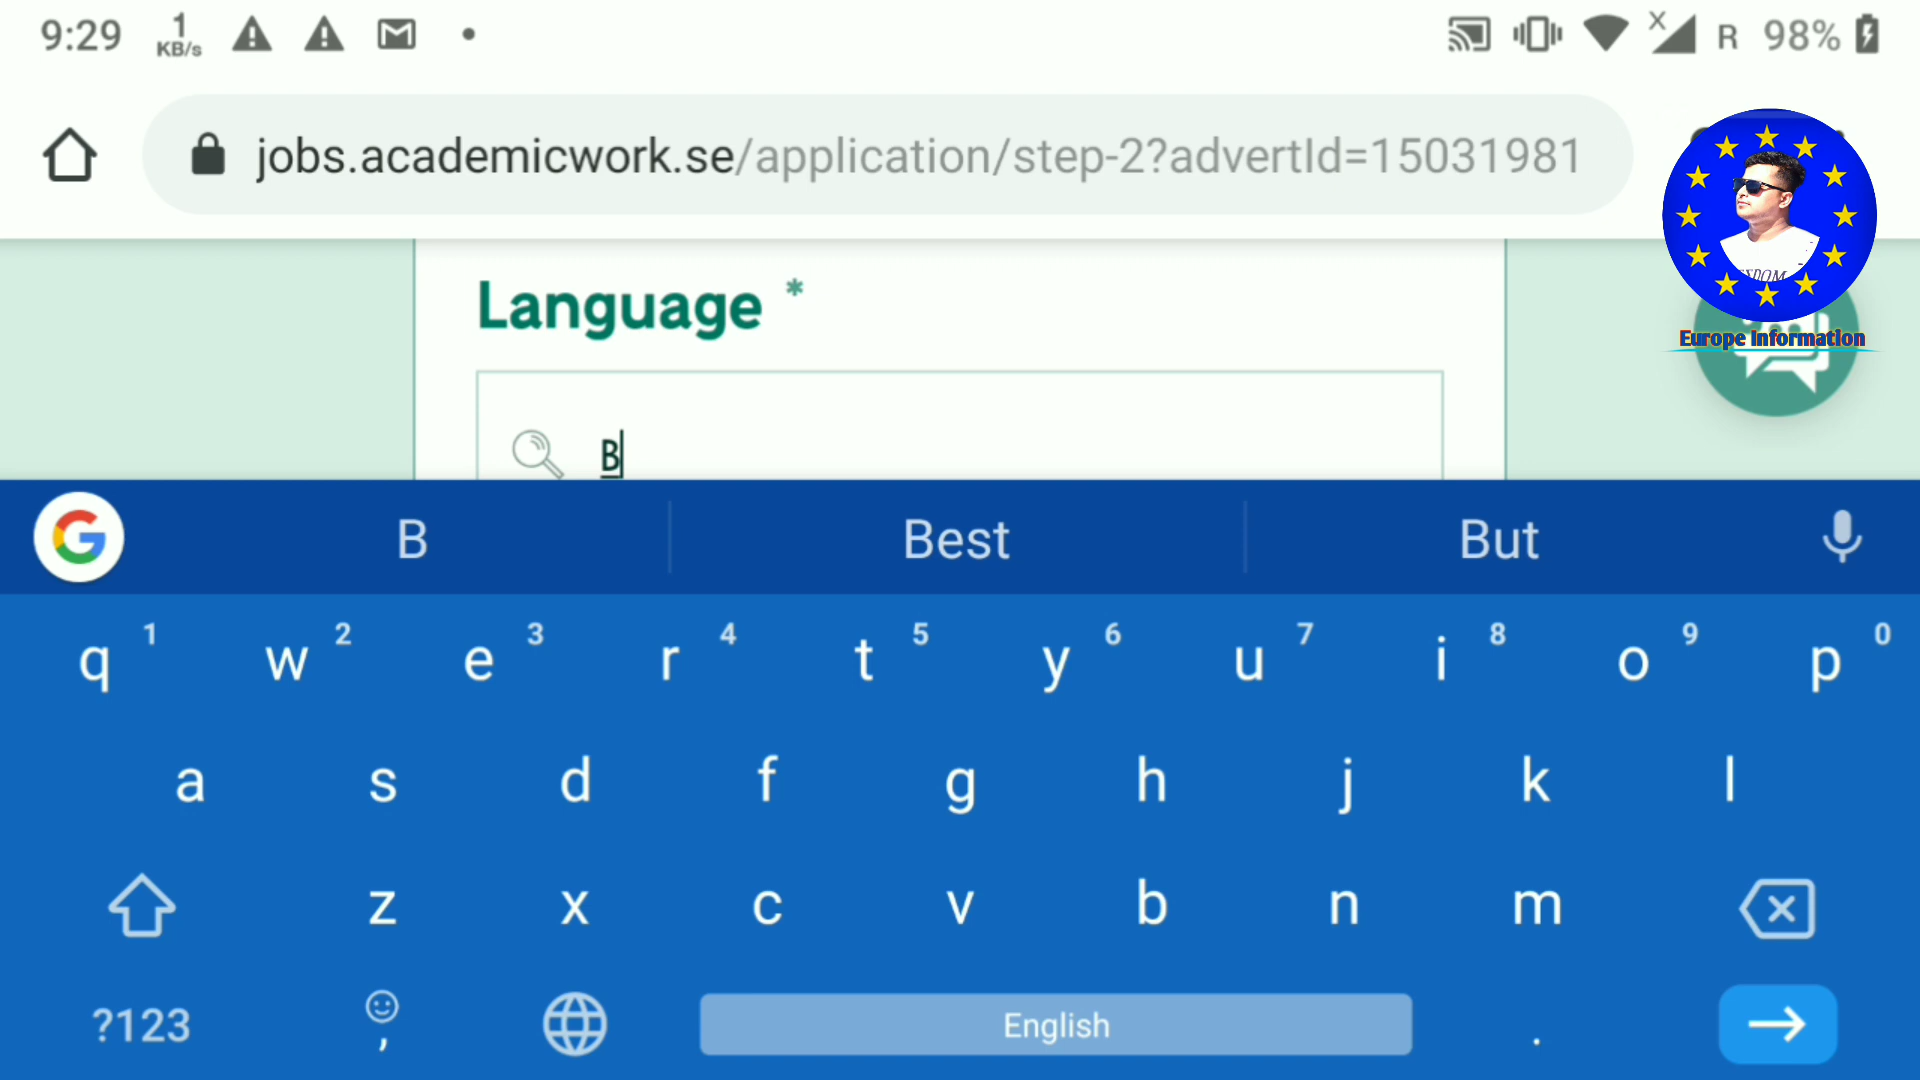 9:29 1 KB/s R 98%
jobs.academicwork.se/application/step-2?advertId=15031981
Europe Information
Language *
B
B Best But
q 1 w 2 e 3 r 4 t 5 y 6 u 7 i 8 o 9 p 0
a s d f g h j k l
z x c v b n m
?123 , English .